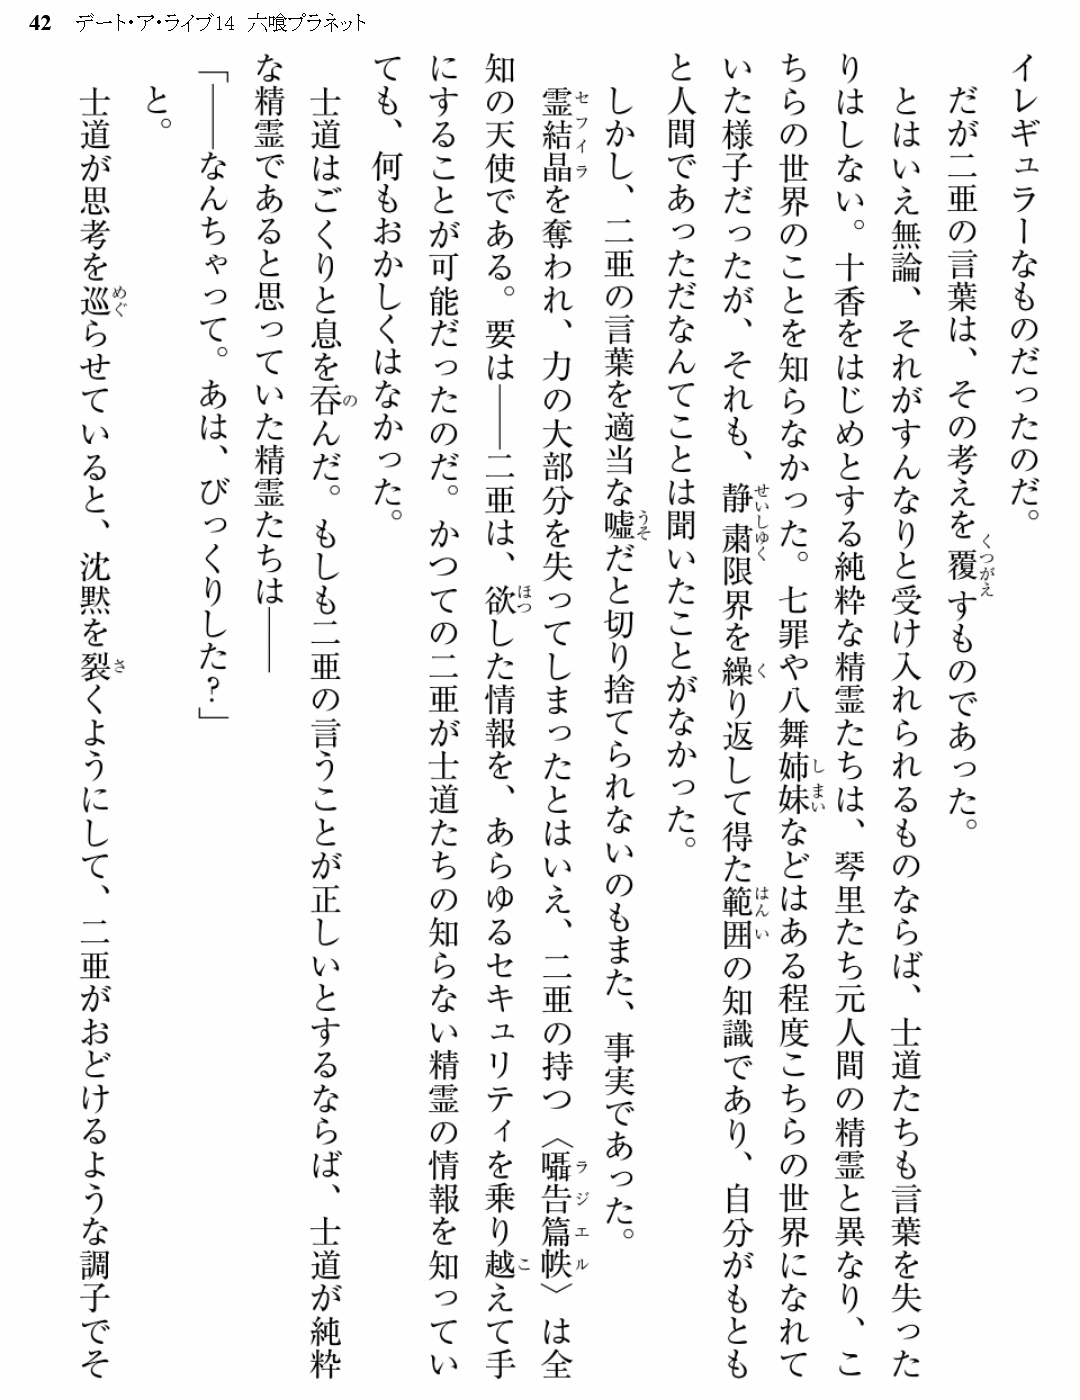 42 デート・ア・ライブ14 六喰プラネット
イレギュラーなものだったのだ。
だが二亜の言葉は、その考えを覆すものであった。
とはいえ無論、それがすんなりと受け入れられるものならば、士道たちも言葉を失った
りはしない。十香をはじめとする純粋な精霊たちは、琴里たち元人間の精霊と異なり、こ
ちらの世界のことを知らなかった。七罪や八舞姉妹などはある程度こちらの世界になれて
いた様子だったが、それも、静粛限界を繰り返して得た範囲の知識であり、自分がもとも
と人間であっただなんてことは聞いたことがなかった。
しかし、二亜の言葉を適当な嘘だと切り捨てられないのもまた、事実であった。
霊結晶を奪われ、力の大部分を失ってしまったとはいえ、二亜の持つ〈囁告篇帙〉は全
知の天使である。要は――二亜は、欲した情報を、あらゆるセキュリティを乗り越えて手
にすることが可能だったのだ。かつての二亜が士道たちの知らない精霊の情報を知ってい
ても、何もおかしくはなかった。
士道はごくりと息を呑んだ。もしも二亜の言うことが正しいとするならば、士道が純粋
な精霊であると思っていた精霊たちは――
「――なんちゃって。あは、びっくりした？」
と。
士道が思考を巡らせていると、沈黙を裂くようにして、二亜がおどけるような調子でそ